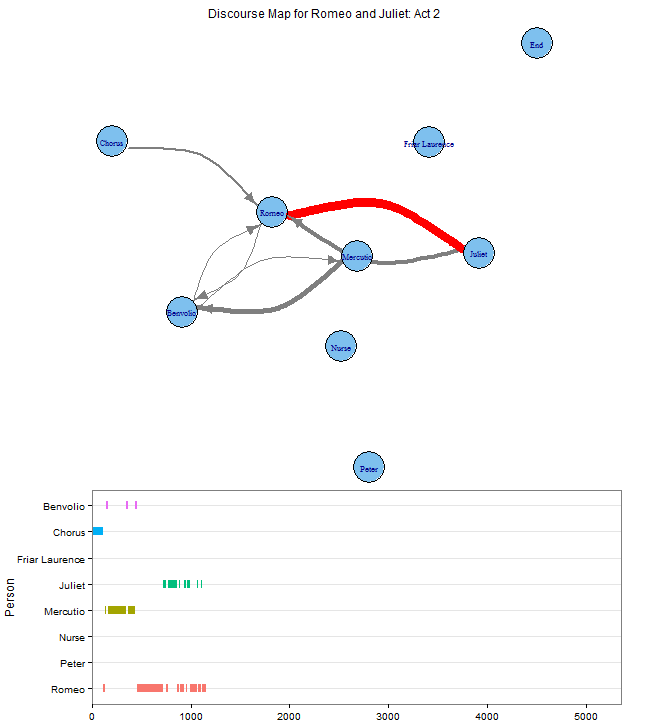 Discourse Map for Romeo and Juliet: Act 2
End
Chorus
Friar Laurence
Romeo
Mercutio
Juliet
Benvolio
Nurse
Peter
Person
Benvolio
Chorus
Friar Laurence
Juliet
Mercutio
Nurse
Peter
Romeo
0 1000 2000 3000 4000 5000